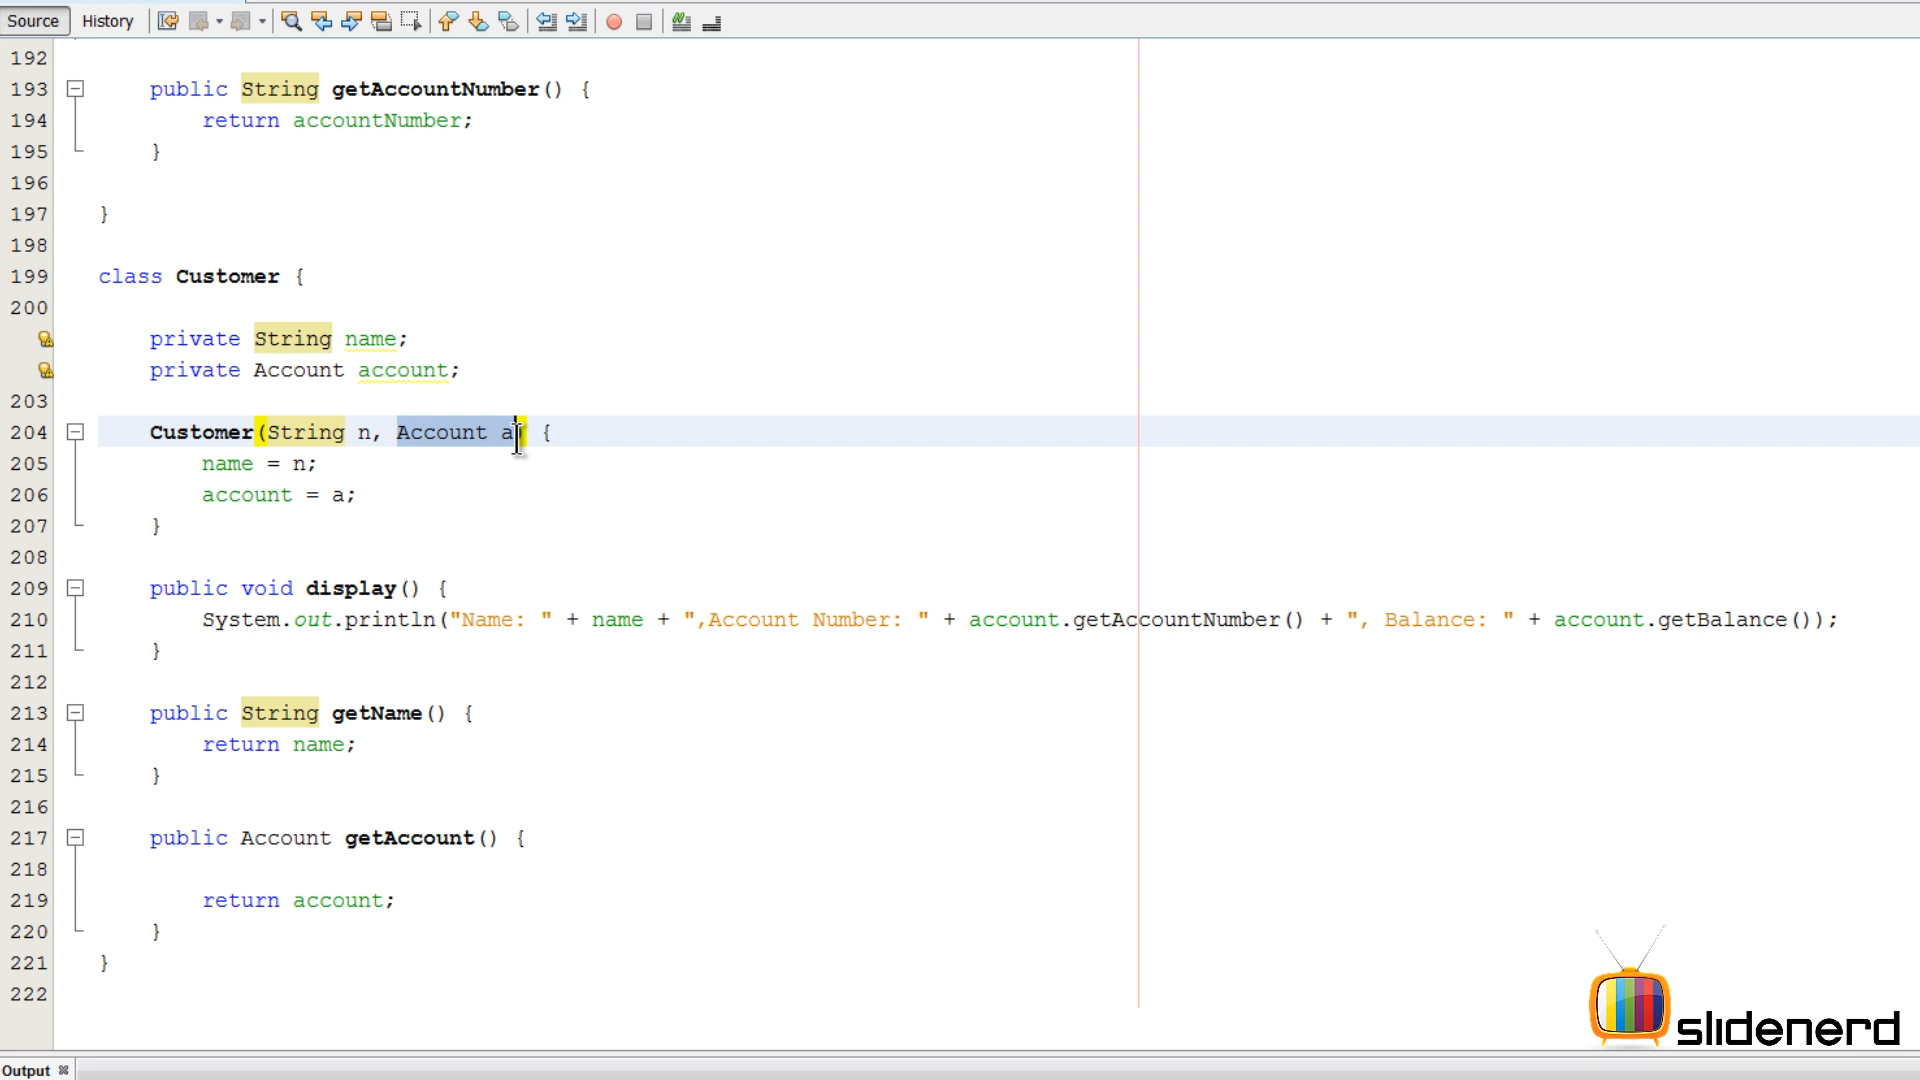 Source History
192
193 public String getAccountNumber() {
194 return accountNumber;
195 }
196
197 }
198
199 class Customer {
200
private String name;
private Account account;
203
204 Customer(String n, Account a) {
205 name = n;
206 account = a;
207 }
208
209 public void display() {
210 System.out.println("Name: " + name + ",Account Number: " + account.getAccountNumber() + ", Balance: " + account.getBalance());
211 }
212
213 public String getName() {
214 return name;
215 }
216
217 public Account getAccount() {
218
219 return account;
220 }
221 }
222
slidenerd
Output